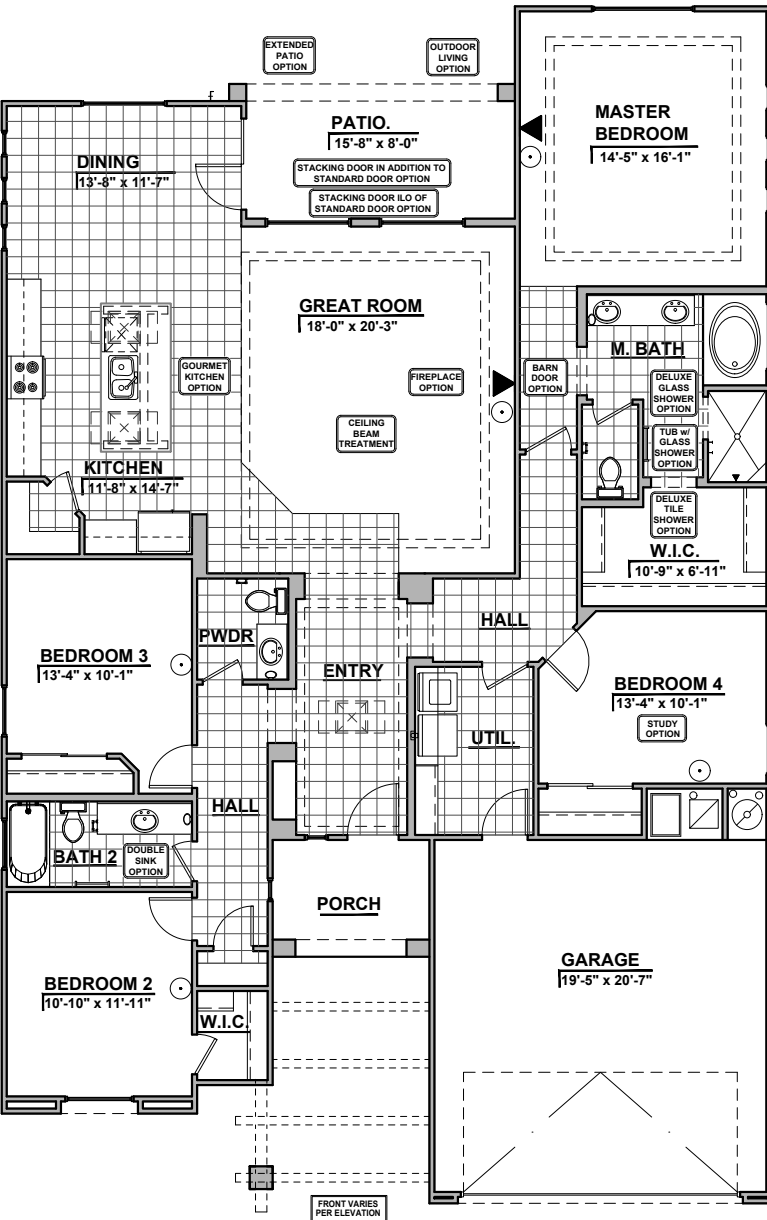 EXTENDED
PATIO
OPTION
OUTDOOR
LIVING
OPTION
PATIO.
15'-8" x 8'-0"
STACKING DOOR IN ADDITION TO
STANDARD DOOR OPTION
STACKING DOOR ILO OF
STANDARD DOOR OPTION
MASTER
BEDROOM
14'-5" x 16'-1"
DINING
13'-8" x 11'-7"
GREAT ROOM
18'-0" x 20'-3"
GOURMET
KITCHEN
OPTION
FIREPLACE
OPTION
CEILING
BEAM
TREATMENT
BARN
DOOR
OPTION
M. BATH
DELUXE
GLASS
SHOWER
OPTION
TUB w/
GLASS
SHOWER
OPTION
DELUXE
TILE
SHOWER
OPTION
KITCHEN
11'-8" x 14'-7"
W.I.C.
10'-9" x 6'-11"
PWDR
HALL
BEDROOM 3
13'-4" x 10'-1"
ENTRY
BEDROOM 4
13'-4" x 10'-1"
STUDY
OPTION
UTIL.
HALL
BATH 2
DOUBLE
SINK
OPTION
PORCH
GARAGE
19'-5" x 20'-7"
BEDROOM 2
10'-10" x 11'-11"
W.I.C.
FRONT VARIES
PER ELEVATION